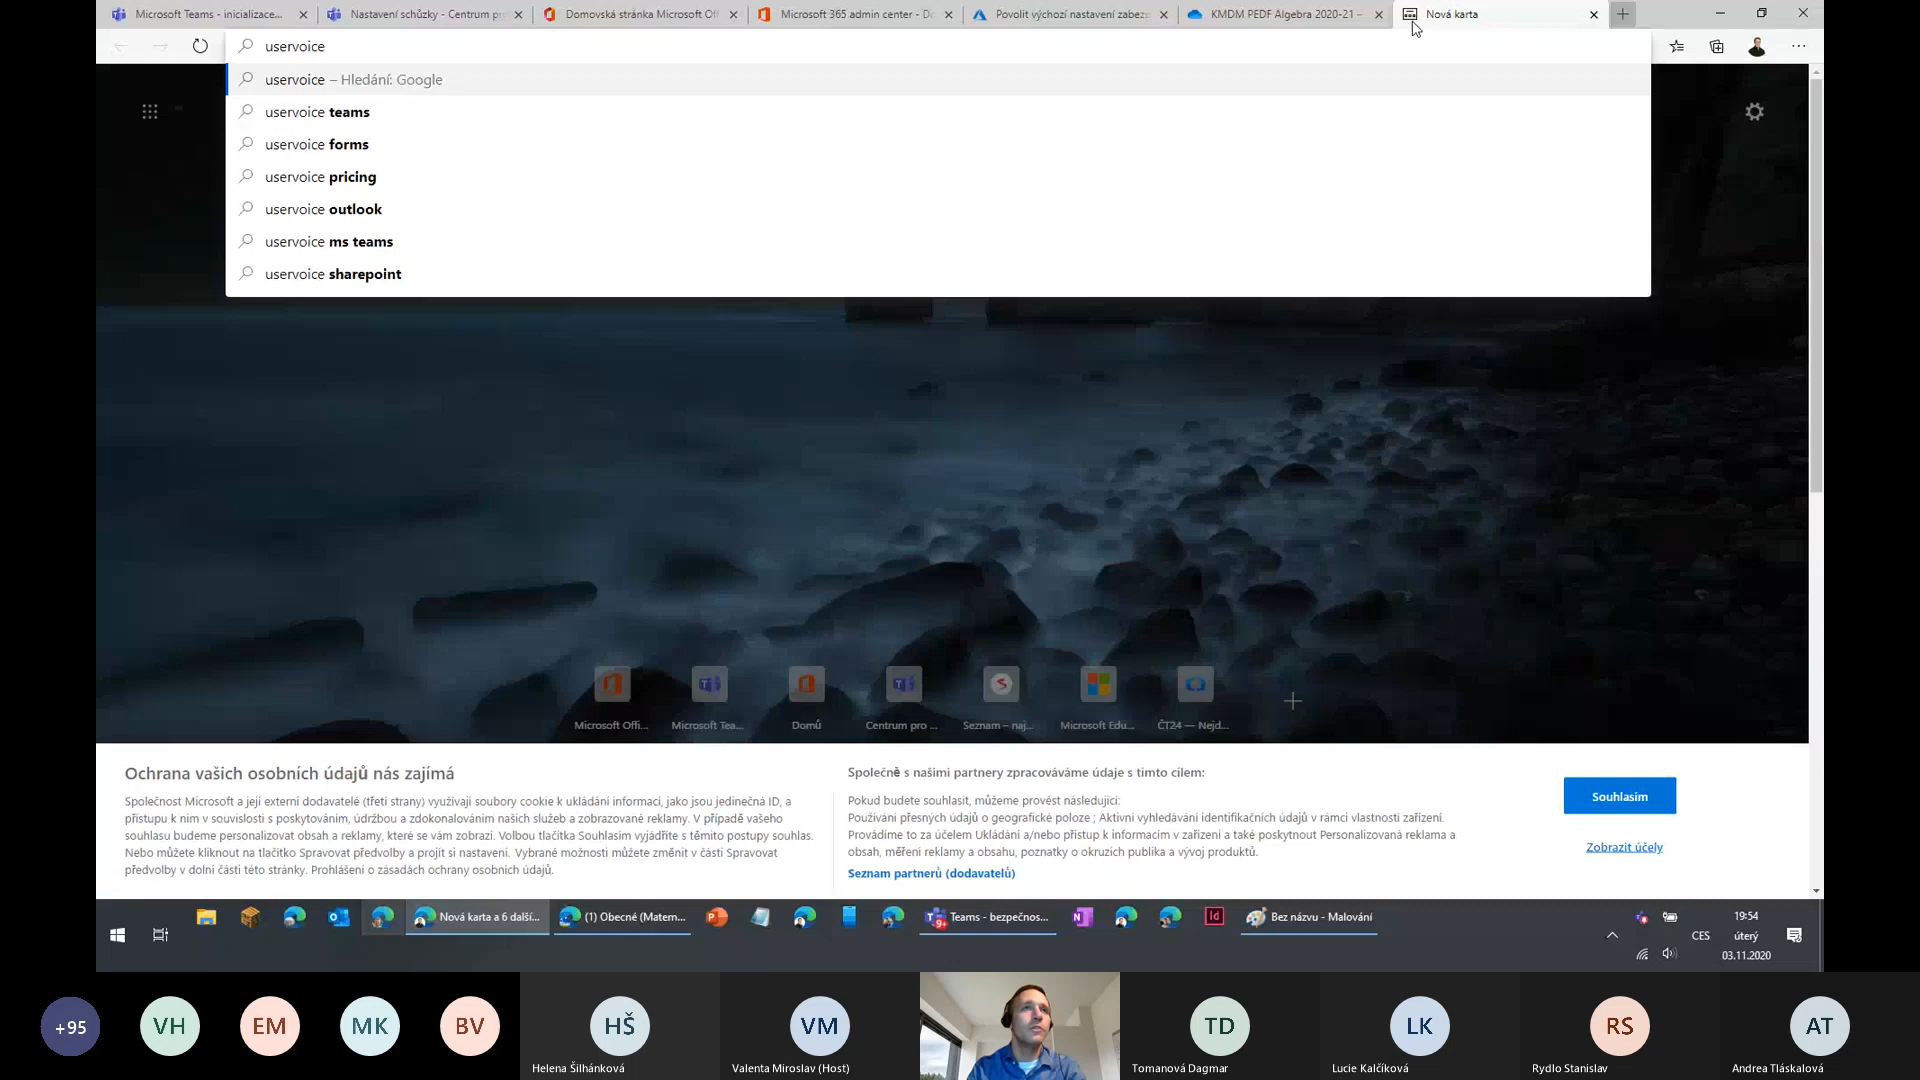 Microsoft Teams - inicializace...
Nastavení schůzky - Centrum pr
Domovská stránka Microsoft Off
Microsoft 365 admin center - Do
Povolit výchozí nastavení zabezp
KMDM PEDF Algebra 2020-21 –
Nová karta
uservoice
uservoice – Hledání: Google
uservoice teams
uservoice forms
uservoice pricing
uservoice outlook
uservoice ms teams
uservoice sharepoint
Microsoft Offi...
Microsoft Tea...
Domů
Centrum pro ...
Seznam – naj...
Microsoft Edu...
ČT24 — Nejd...
Ochrana vašich osobních údajů nás zajímá
Společnost Microsoft a její externí dodavatelé (třetí strany) využívají soubory cookie k ukládání informací, jako jsou jedinečná ID, a
přístupu k nim v souvislosti s poskytováním, údržbou a zdokonalováním našich služeb a zobrazované reklamy. V případě vašeho
souhlasu budeme personalizovat obsah a reklamy, které se vám zobrazí. Volbou tlačítka Souhlasím vyjádříte s těmito postupy souhlas.
Nebo můžete kliknout na tlačítko Spravovat předvolby a projít si nastavení. Vybrané možnosti můžete změnit v části Spravovat
předvolby v dolní části této stránky. Prohlášení o zásadách ochrany osobních údajů.
Společně s našimi partnery zpracováváme údaje s tímto cílem:
Pokud budete souhlasit, můžeme provést následující:
Používání přesných údajů o geografické poloze ; Aktivní vyhledávání identifikačních údajů v rámci vlastností zařízení.
Provádíme to za účelem Ukládání a/nebo přístup k informacím v zařízení a také poskytnout Personalizovaná reklama a
obsah, měření reklamy a obsahu, poznatky o okruzích publika a vývoj produktů.
Seznam partnerů (dodavatelů)
Souhlasím
Zobrazit účely
Nová karta a 6 další...
(1) Obecné (Matem...
Teams - bezpečnos...
Bez názvu - Malování
CES
19:54
úterý
03.11.2020
+95
VH
EM
MK
BV
HŠ
VM
TD
LK
RS
AT
Helena Šilhánková
Valenta Miroslav (Host)
Tomanová Dagmar
Lucie Kalčíková
Rydlo Stanislav
Andrea Tláskalová